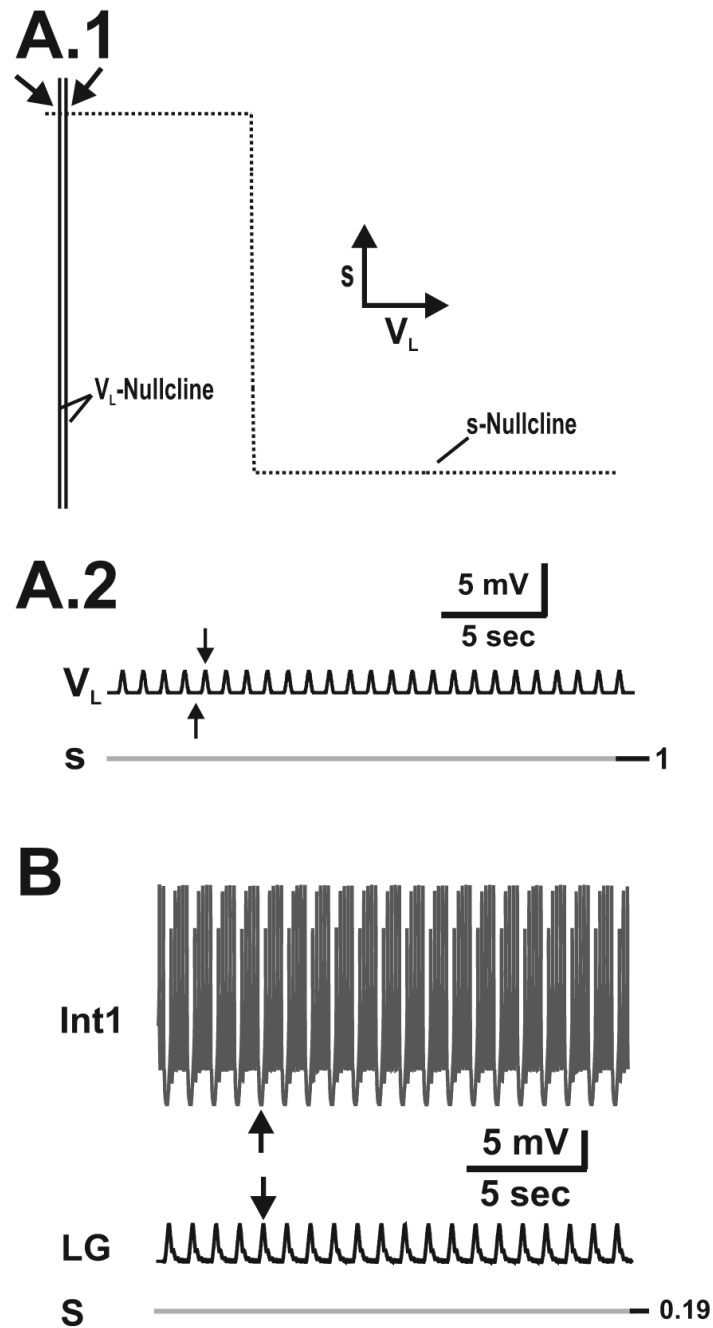 A.1
s
V_L
V_L-Nullcline
s-Nullcline
A.2
5 mV
5 sec
V_L
s
1
B
Int1
5 mV
5 sec
LG
S
0.19